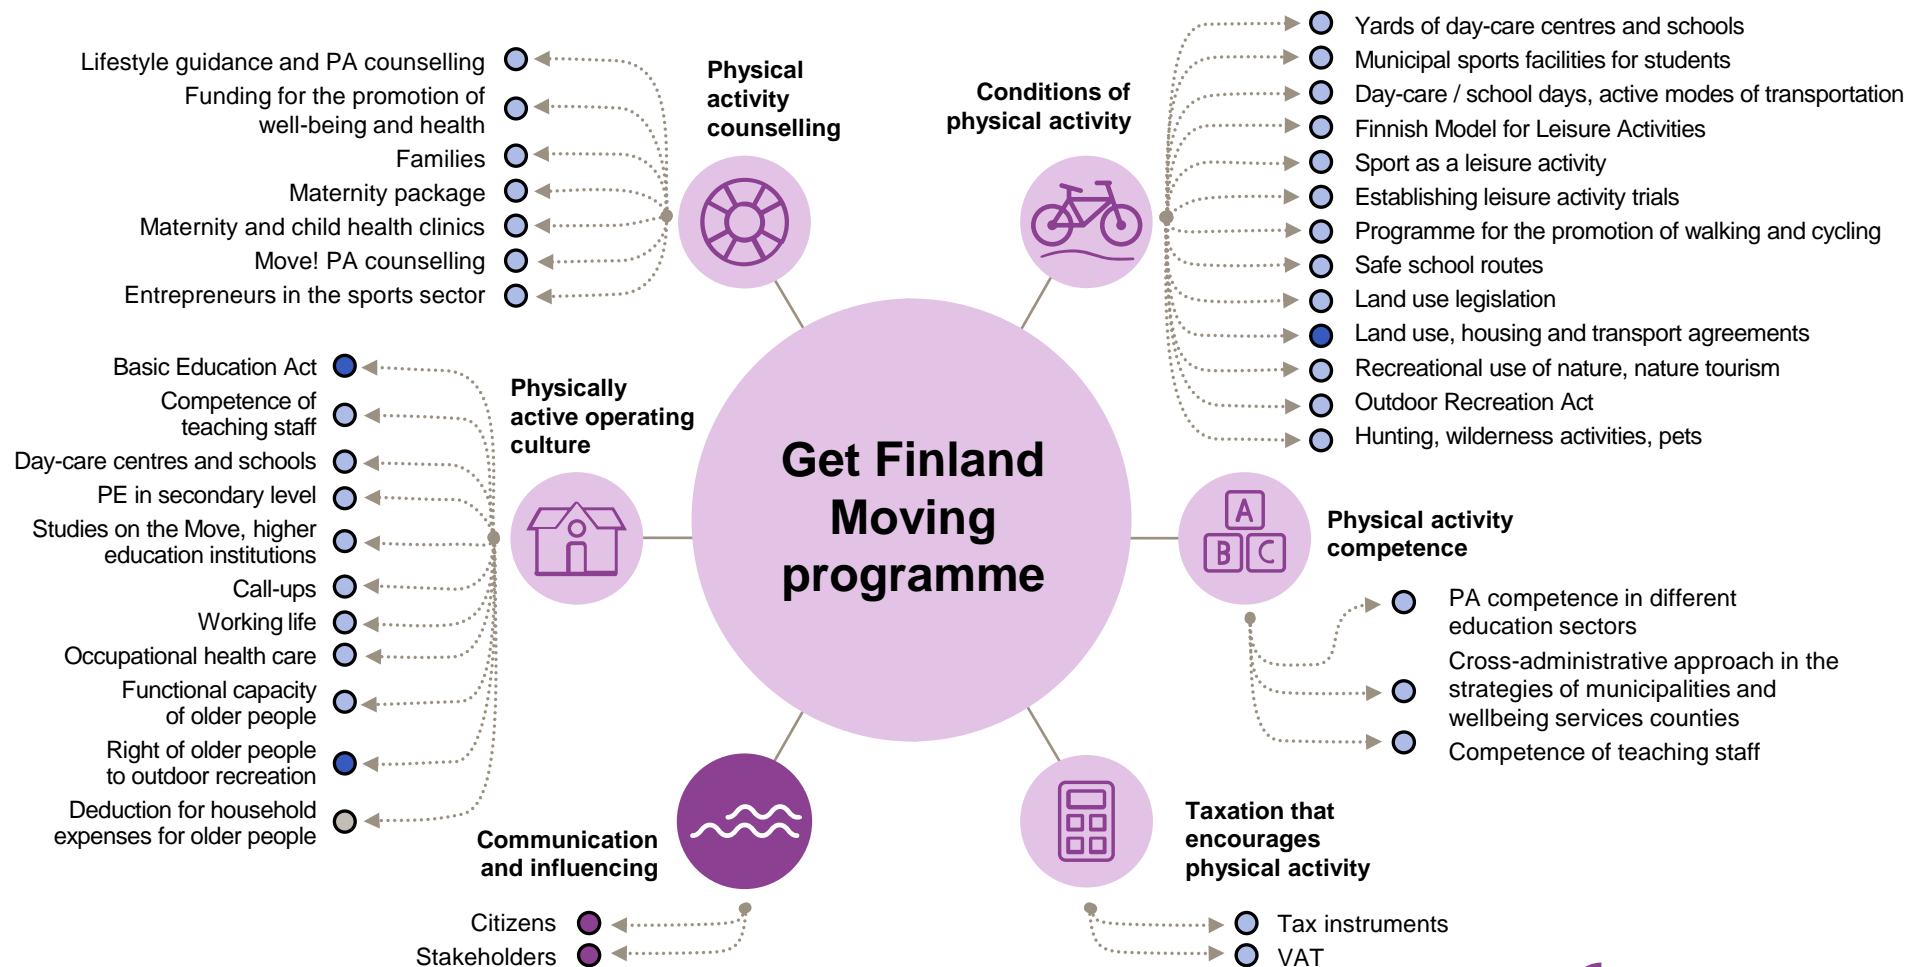 Physical
activity
counselling
Lifestyle guidance and PA counselling
Funding for the promotion of
well-being and health
Families
Maternity package
Maternity and child health clinics
Move! PA counselling
Entrepreneurs in the sports sector
Conditions of
physical activity
Yards of day-care centres and schools
Municipal sports facilities for students
Day-care / school days, active modes of transportation
Finnish Model for Leisure Activities
Sport as a leisure activity
Establishing leisure activity trials
Programme for the promotion of walking and cycling
Safe school routes
Land use legislation
Land use, housing and transport agreements
Recreational use of nature, nature tourism
Outdoor Recreation Act
Hunting, wilderness activities, pets
Physically
active operating
culture
Basic Education Act
Competence of
teaching staff
Day-care centres and schools
PE in secondary level
Studies on the Move, higher
education institutions
Call-ups
Working life
Occupational health care
Functional capacity
of older people
Right of older people
to outdoor recreation
Deduction for household
expenses for older people
Get Finland
Moving
programme
A
B C
Physical activity
competence
PA competence in different
education sectors
Cross-administrative approach in the
strategies of municipalities and
wellbeing services counties
Competence of teaching staff
Communication
and influencing
Citizens
Stakeholders
Taxation that
encourages
physical activity
Tax instruments
VAT